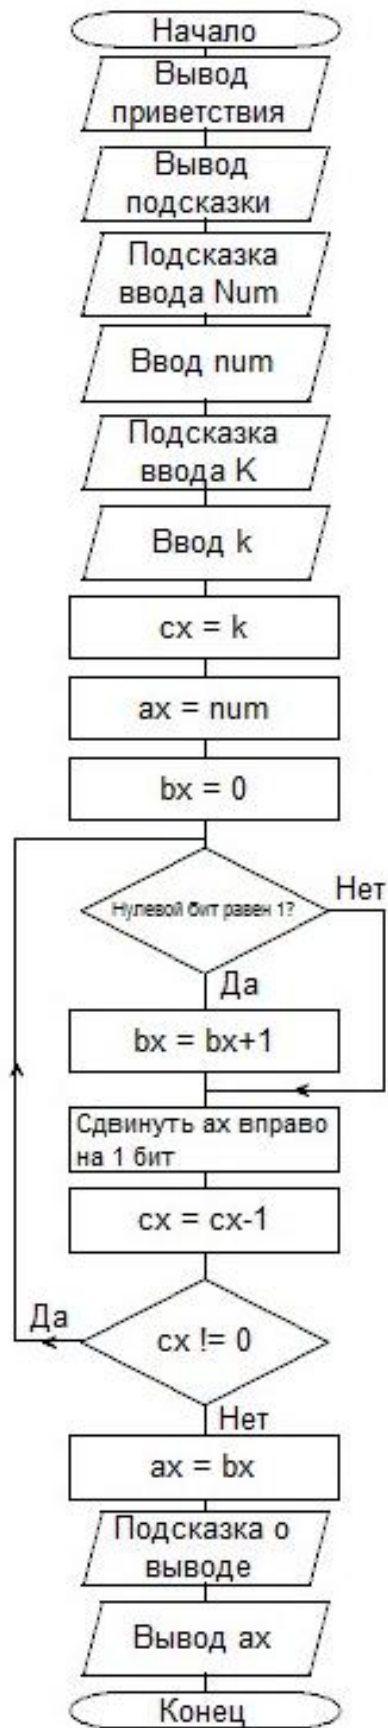 Начало
Вывод
приветствия
Вывод
подсказки
Подсказка
ввода Num
Ввод num
Подсказка
ввода K
Ввод k
cx = k
ax = num
bx = 0
Нулевой бит равен 1?
Нет
Да
bx = bx+1
Сдвинуть ax вправо
на 1 бит
cx = cx-1
Да
cx != 0
Нет
ax = bx
Подсказка о
выводе
Вывод ax
Конец